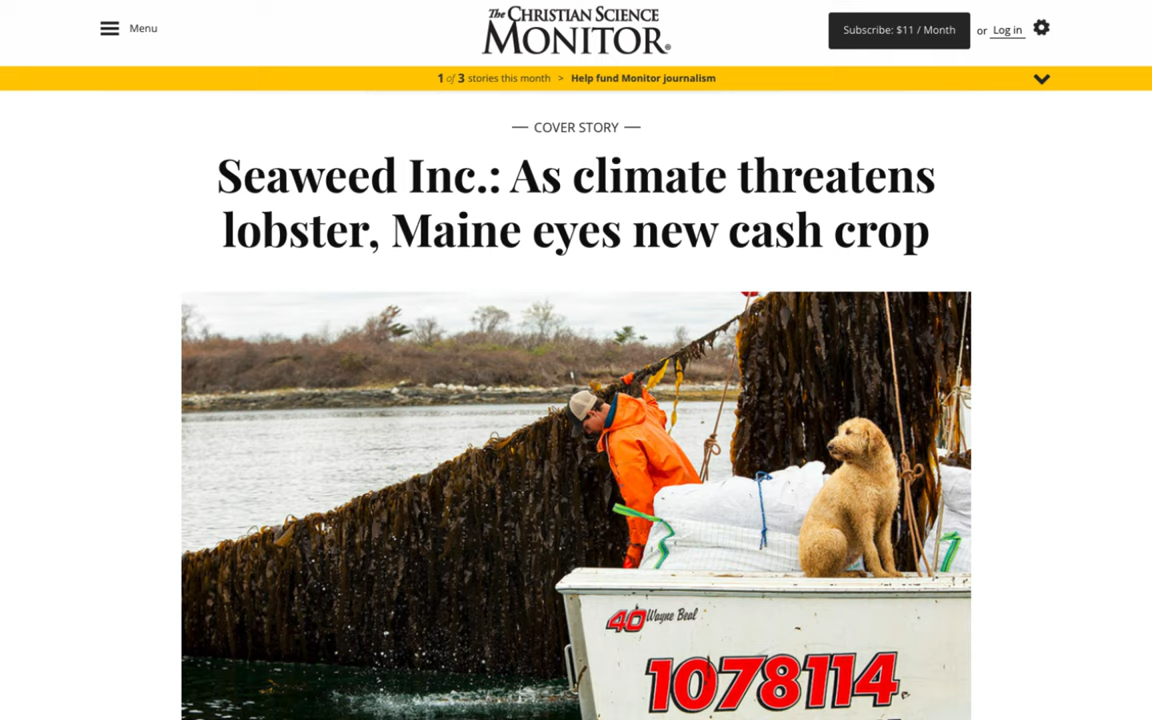 Menu
The CHRISTIAN SCIENCE
MONITOR®
Subscribe: $11 / Month
or Log in
1 of 3 stories this month > Help fund Monitor journalism
— COVER STORY —
Seaweed Inc.: As climate threatens
lobster, Maine eyes new cash crop
40 Wayne Beal
1078114